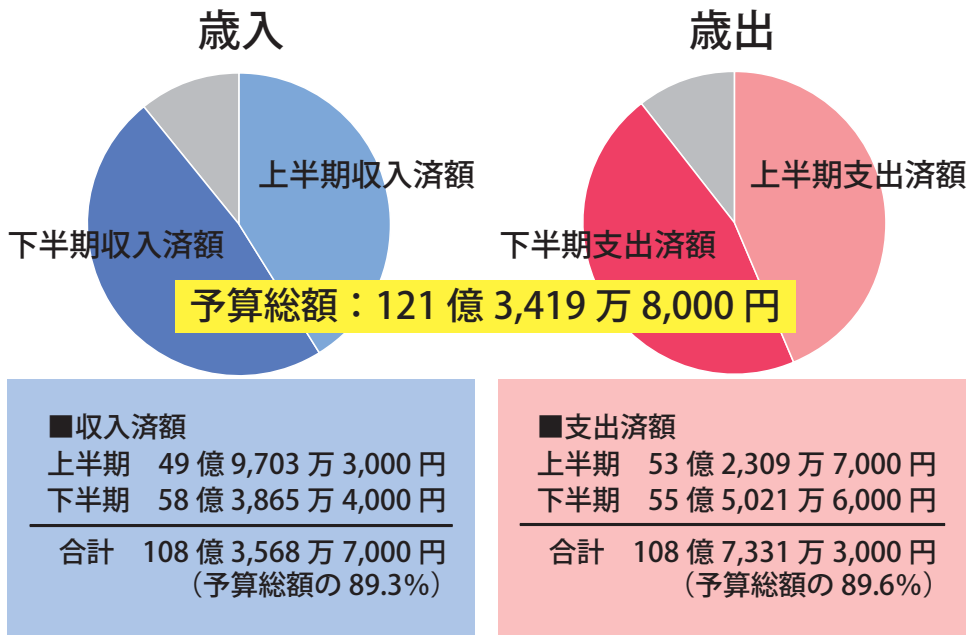 歳入
歳出
上半期収入済額
上半期支出済額
下半期収入済額
下半期支出済額
予算総額：121 億 3,419 万 8,000 円
■収入済額
上半期　49 億 9,703 万 3,000 円
下半期　58 億 3,865 万 4,000 円
合計　108 億 3,568 万 7,000 円
（予算総額の 89.3%）
■支出済額
上半期　53 億 2,309 万 7,000 円
下半期　55 億 5,021 万 6,000 円
合計　108 億 7,331 万 3,000 円
（予算総額の 89.6%）